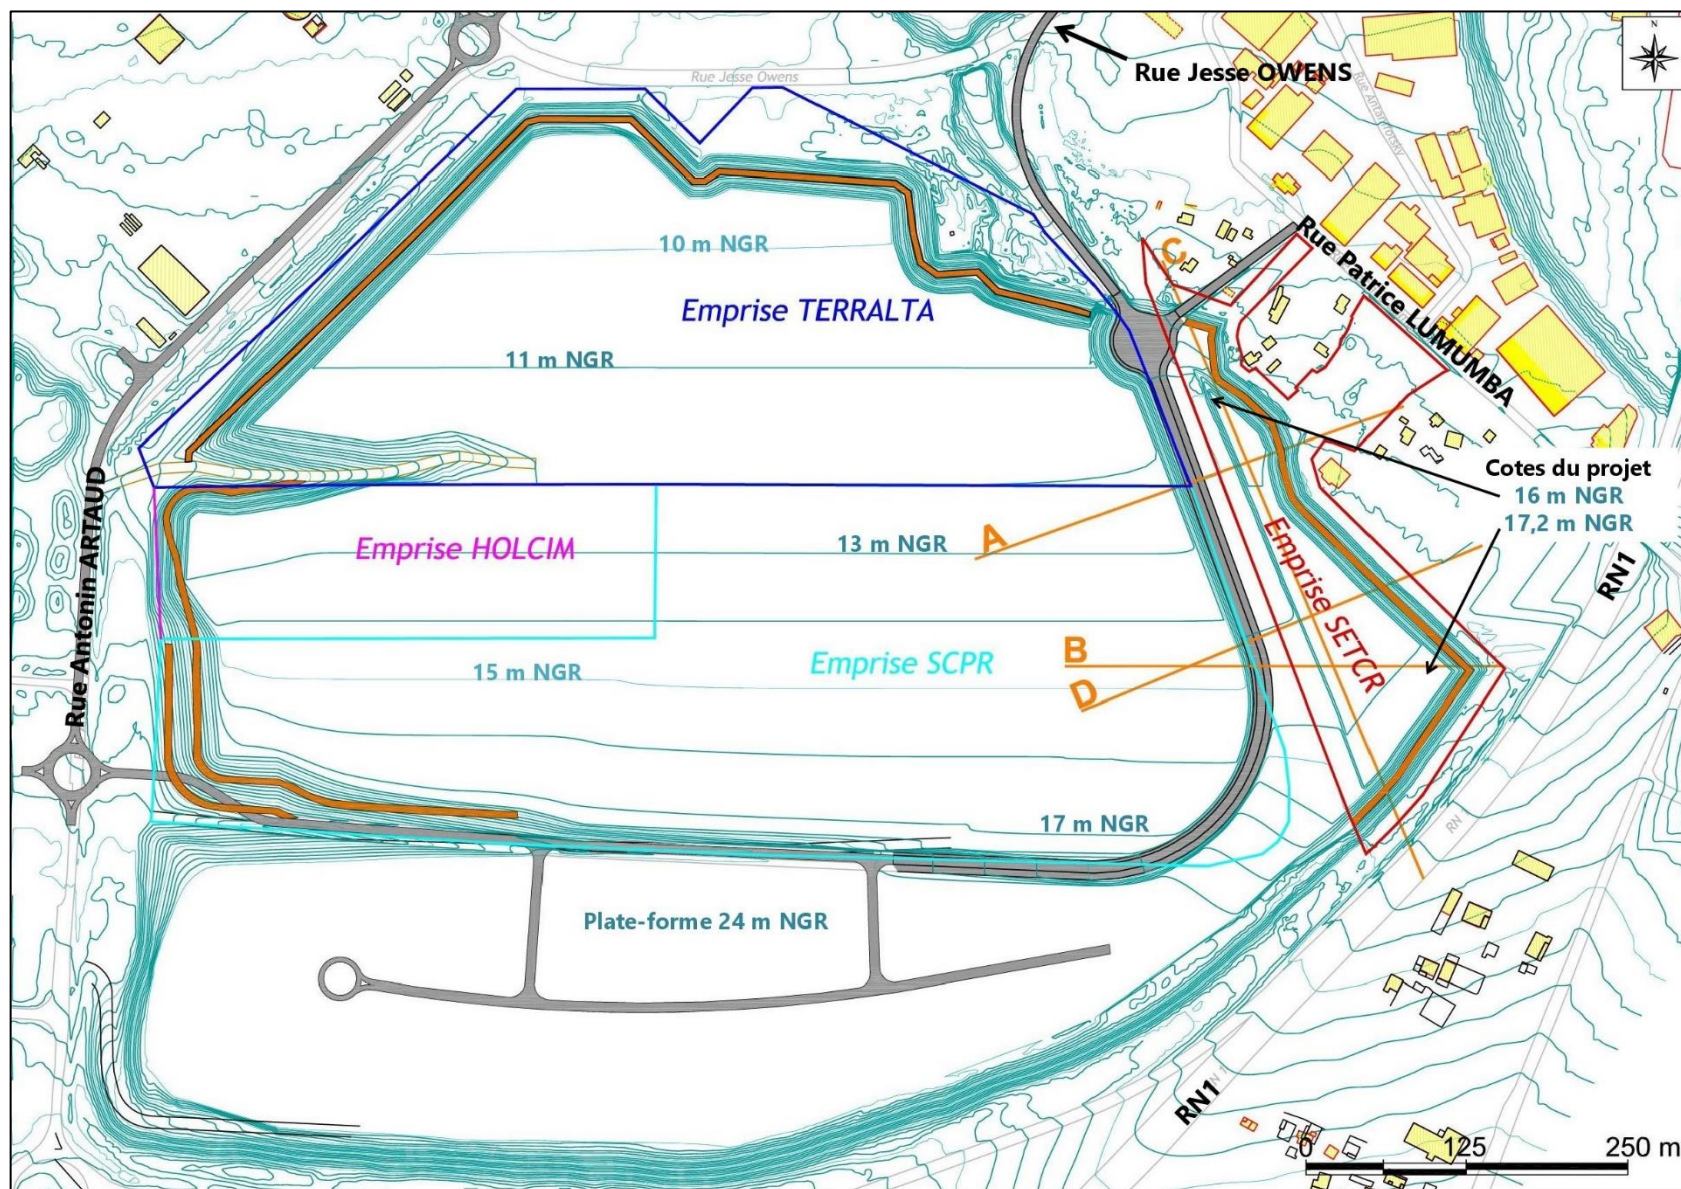 N
Rue Jesse Owens
Rue Jesse OWENS
Rue Patrice LUMUMBA
C
10 m NGR
Emprise TERRALTA
11 m NGR
Cotes du projet
16 m NGR
17,2 m NGR
Rue Antonin ARTAUD
Emprise HOLCIM
13 m NGR
A
Emprise SETCR
RN1
15 m NGR
Emprise SCPR
B
D
17 m NGR
RN
Plate-forme 24 m NGR
RN1
0 125 250 m